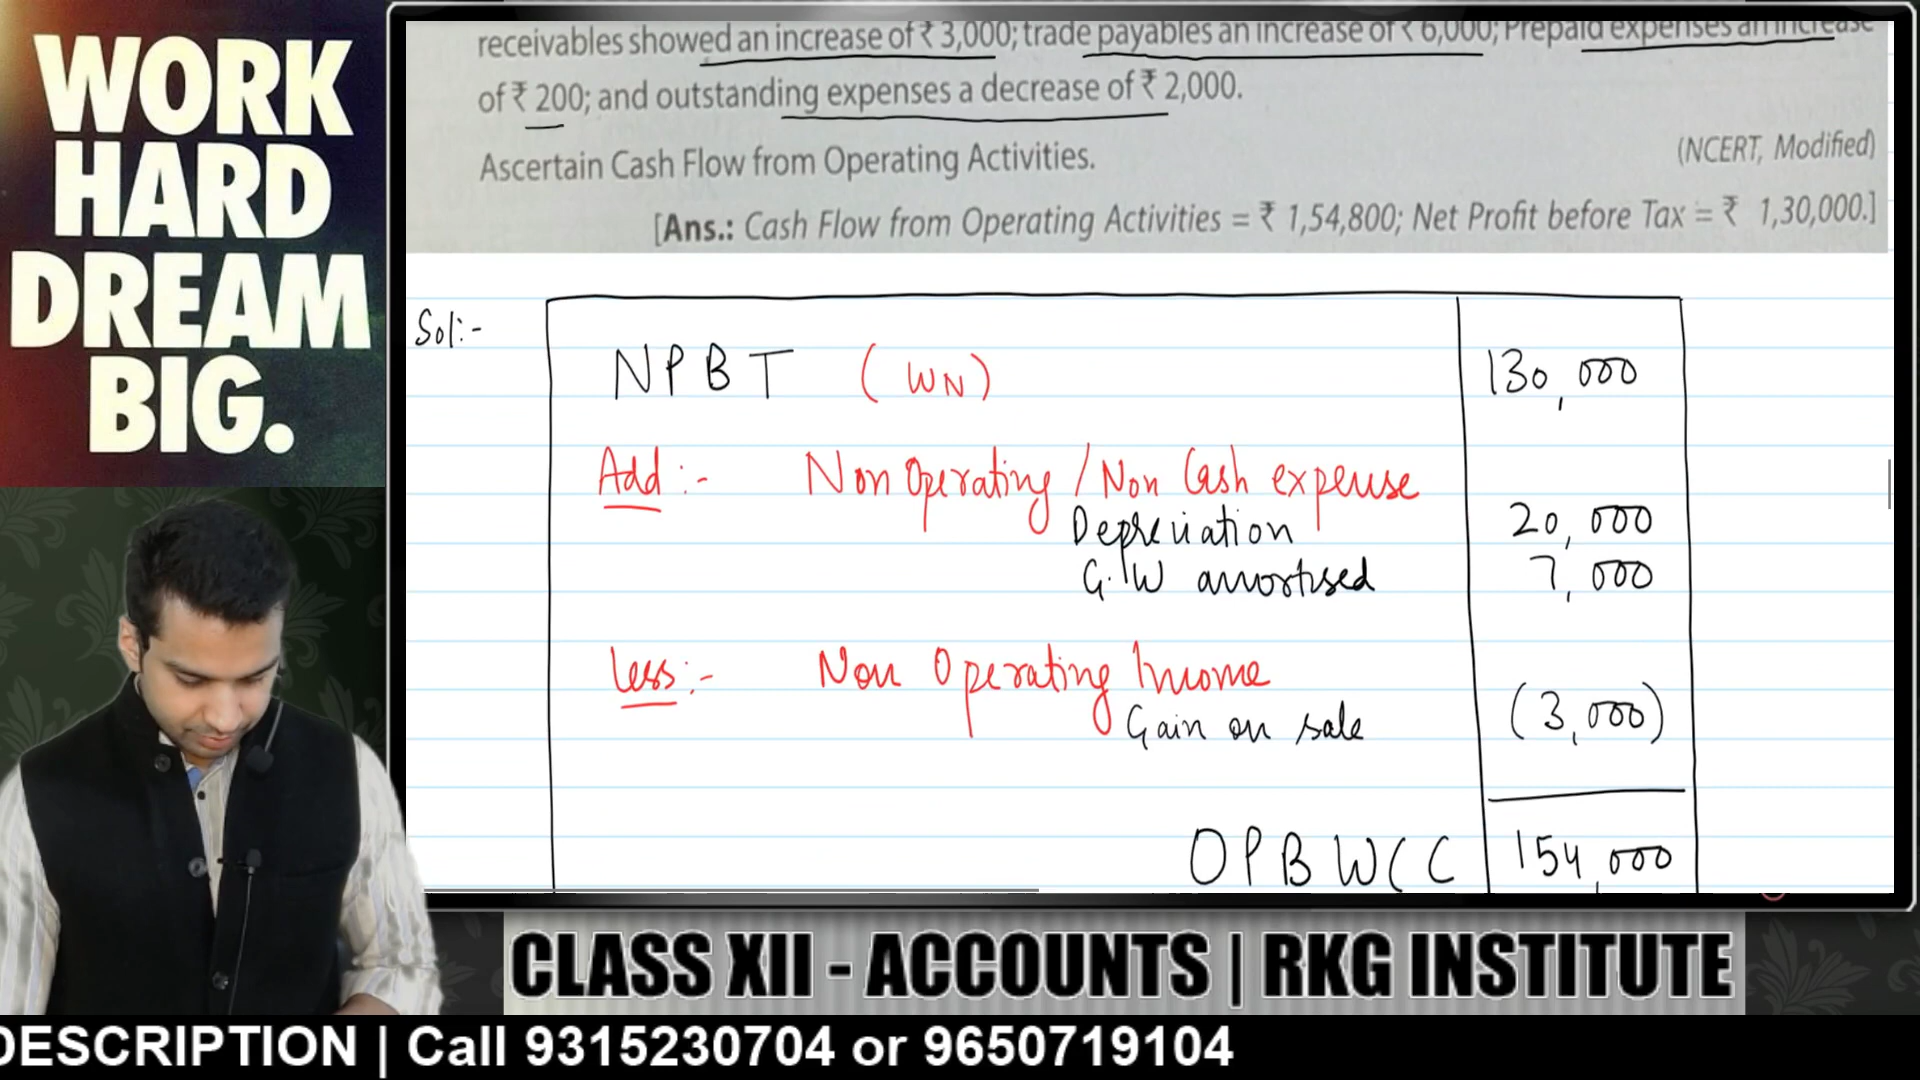 WORK
HARD
DREAM
BIG.
receivables showed an increase of ₹ 3,000; trade payables an increase of ₹ 6,000; Prepaid expenses an increase
of ₹ 200; and outstanding expenses a decrease of ₹ 2,000.
Ascertain Cash Flow from Operating Activities.
(NCERT, Modified)
[Ans.: Cash Flow from Operating Activities = ₹ 1,54,800; Net Profit before Tax = ₹ 1,30,000.]
Sol:-
NPBT (WN) 130,000
Add:- Non Operating / Non Cash expense
Depreciation 20,000
G.W amortised 7,000
Less:- Non Operating Income
Gain on sale (3,000)
OPBWCC 154,000
CLASS XII - ACCOUNTS | RKG INSTITUTE
DESCRIPTION | Call 9315230704 or 9650719104